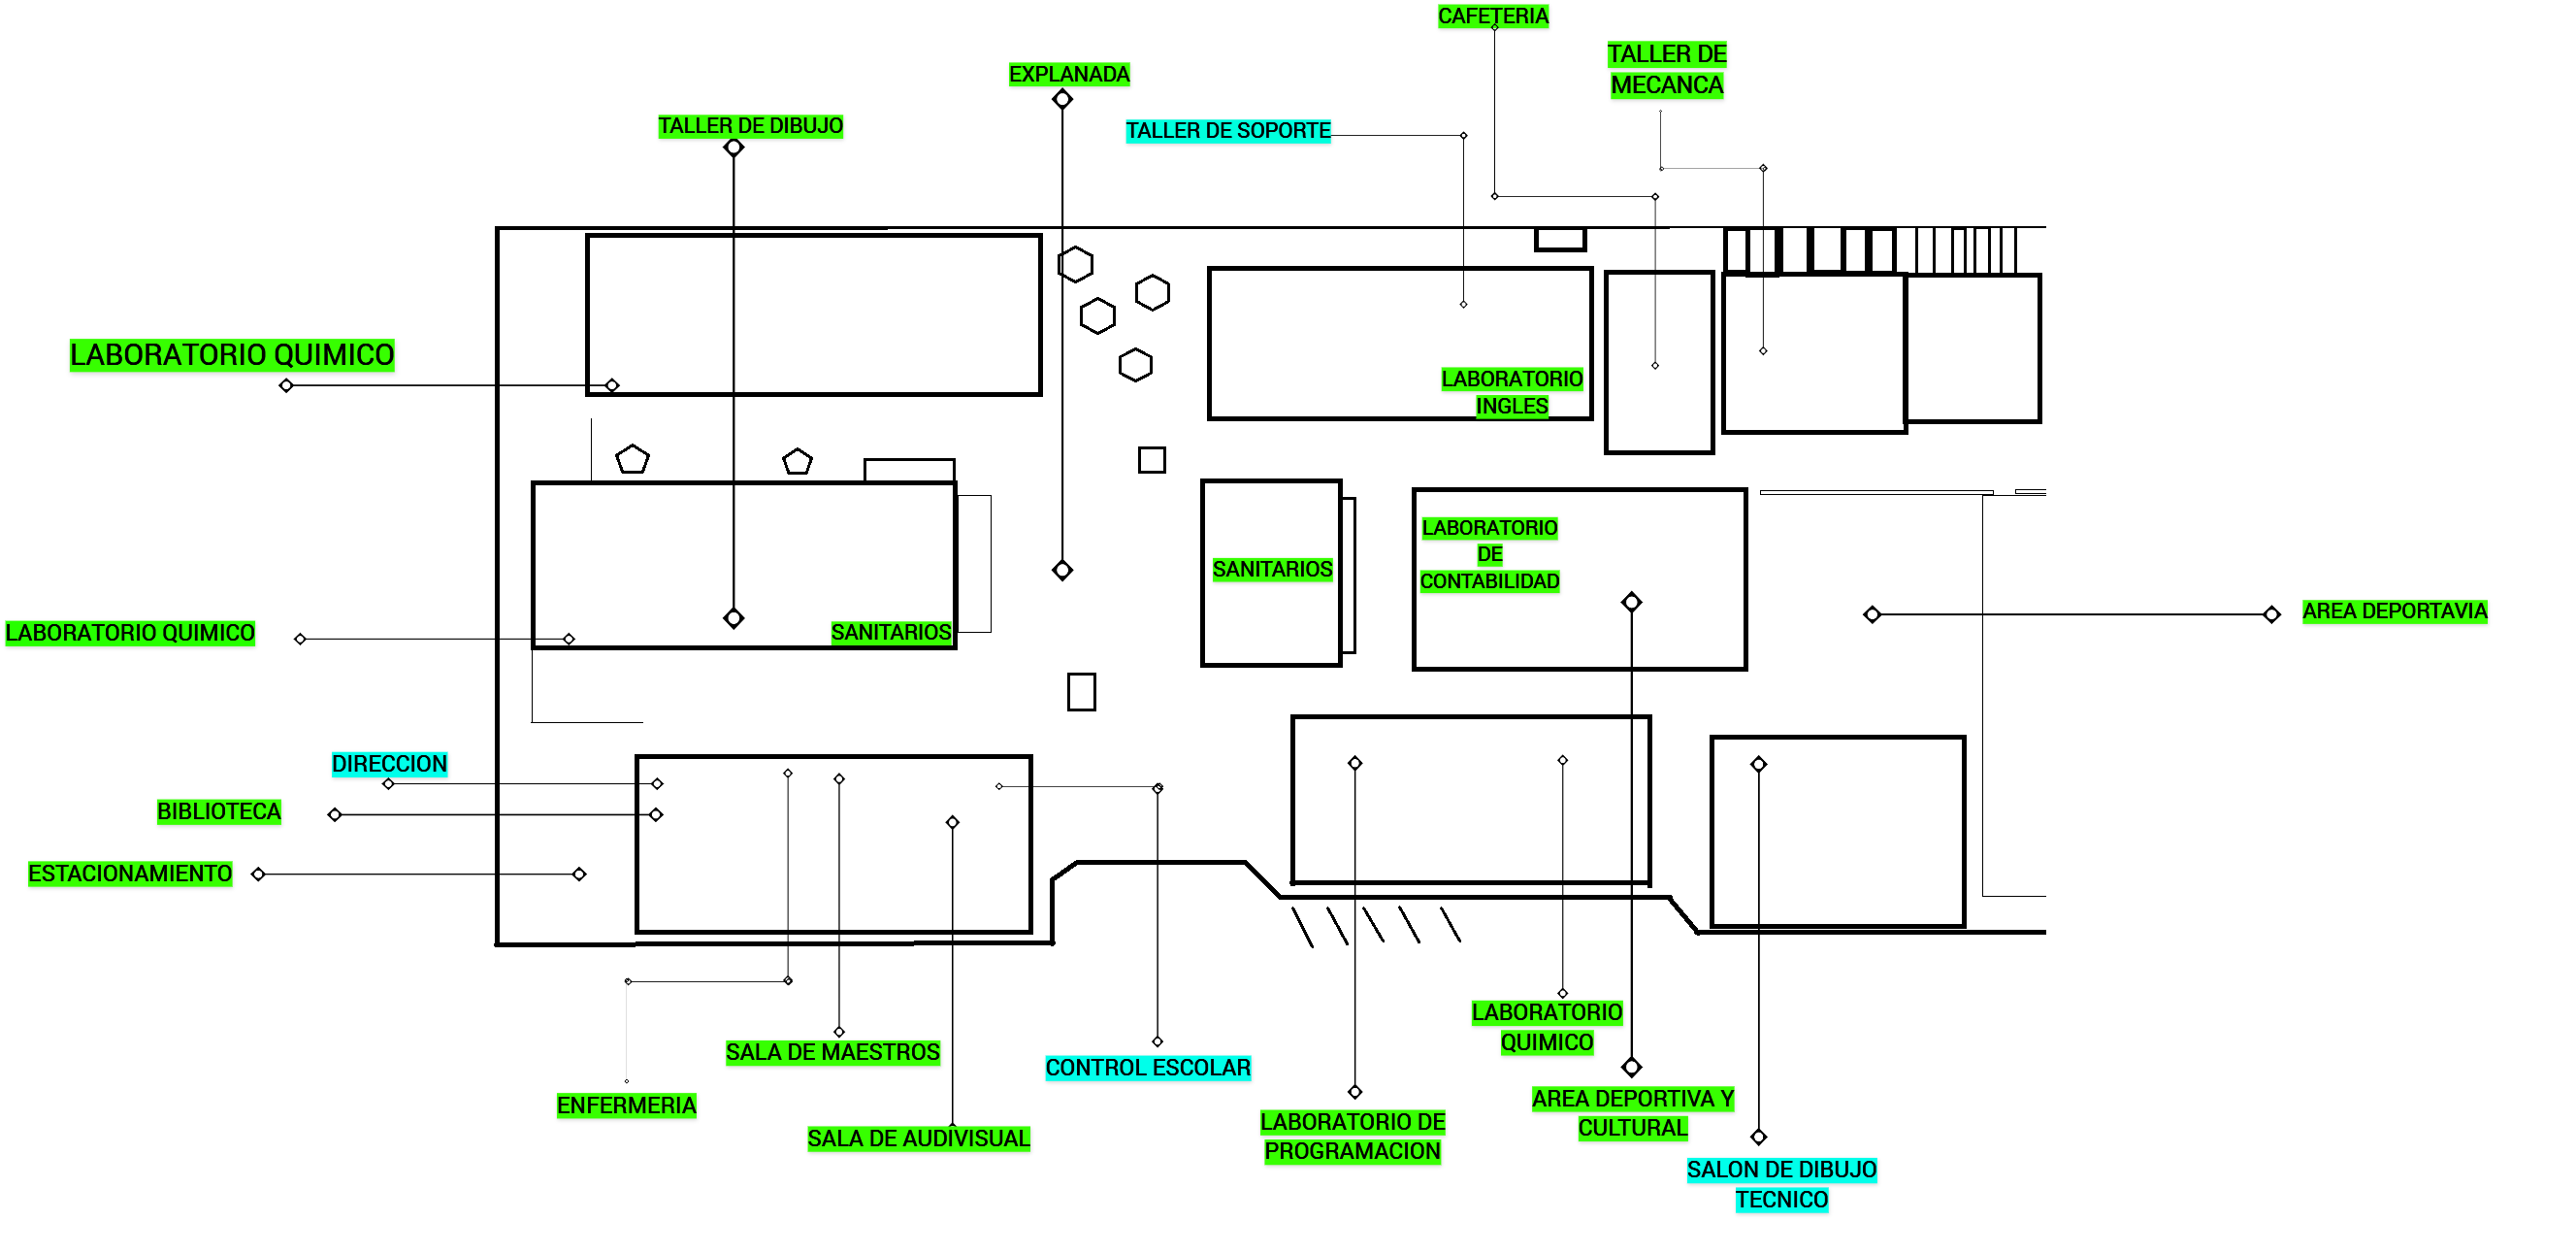 CAFETERIA
TALLER DE
MECANCA
EXPLANADA
TALLER DE DIBUJO
TALLER DE SOPORTE
LABORATORIO QUIMICO
LABORATORIO
INGLES
LABORATORIO
DE
CONTABILIDAD
SANITARIOS
AREA DEPORTAVIA
LABORATORIO QUIMICO
SANITARIOS
DIRECCION
BIBLIOTECA
ESTACIONAMIENTO
LABORATORIO
QUIMICO
SALA DE MAESTROS
CONTROL ESCOLAR
ENFERMERIA
AREA DEPORTIVA Y
CULTURAL
SALA DE AUDIVISUAL
LABORATORIO DE
PROGRAMACION
SALON DE DIBUJO
TECNICO